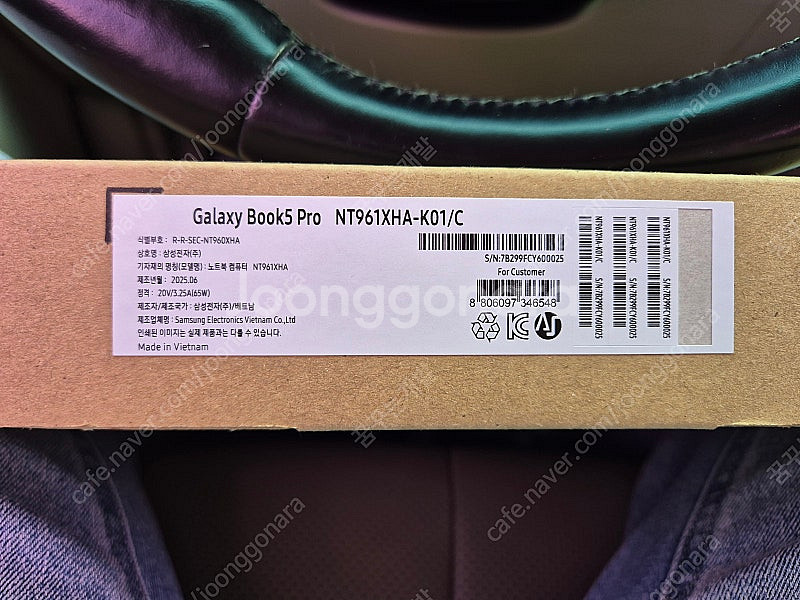 Galaxy Book5 Pro NT961XHA-K01/C
식별부호 : R-R-SEC-NT960XHA
상호명 : 삼성전자(주)
기자재의 명칭(모델명) : 노트북 컴퓨터 NT961XHA
제조년월 : 2025.06
정격 : 20V/3.25A(65W)
제조자/제조국가 : 삼성전자(주)/베트남
제조업체명 : Samsung Electronics Vietnam Co.,Ltd
인쇄된 이미지는 실제 제품과는 다를 수 있습니다.
Made in Vietnam
S/N:7B299FCY600025
For Customer
8 806097 346548
NT961XHA-K01/C S/N:7B299FCY600025
NT961XHA-K01/C S/N:7B299FCY600025
NT961XHA-K01/C S/N:7B299FCY600025
joonggonara
cafe.naver.com/joonggonara